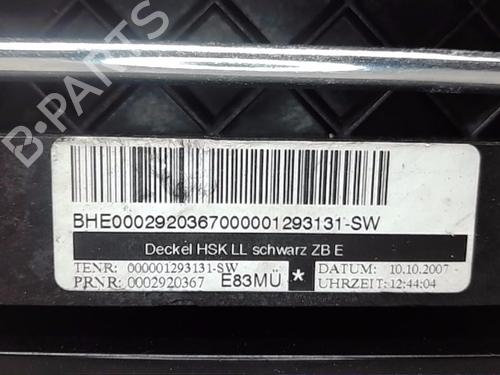 B-PARTS
BHE0002920367000001293131-SW
Deckel HSK LL schwarz ZB E
TENR: 000001293131-SW DATUM: 10.10.2007
PRNR: 0002920367 E83MÜ * UHRZEIT: 12:44:04